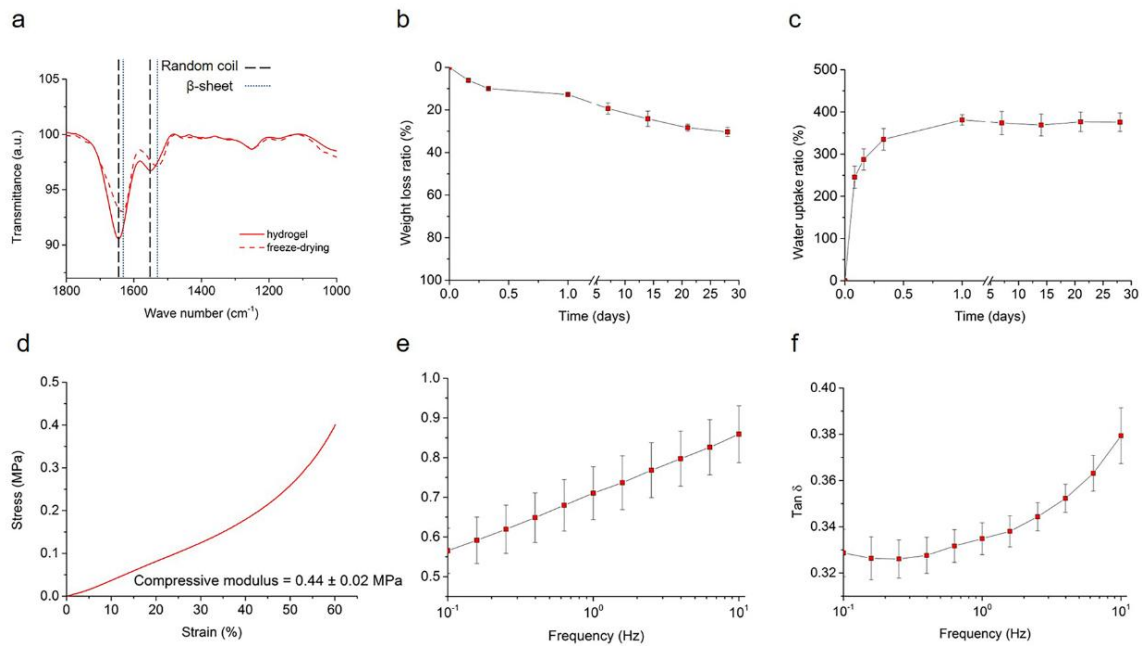 a
105
100
95
90
Transmittance (a.u.)
Random coil
β-sheet
hydrogel
freeze-drying
1800 1600 1400 1200 1000
Wave number (cm⁻¹)
b
0
20
40
60
80
100
Weight loss ratio (%)
0.0 0.5 1.0 5 10 15 20 25 30
Time (days)
c
500
400
300
200
100
0
Water uptake ratio (%)
0.0 0.5 1.0 5 10 15 20 25 30
Time (days)
d
0.5
0.4
0.3
0.2
0.1
0.0
Stress (MPa)
Compressive modulus = 0.44 ± 0.02 MPa
0 10 20 30 40 50 60
Strain (%)
e
1.0
0.9
0.8
0.7
0.6
0.5
10⁻¹ 10⁰ 10¹
Frequency (Hz)
f
0.40
0.38
0.36
0.34
0.32
Tan δ
10⁻¹ 10⁰ 10¹
Frequency (Hz)